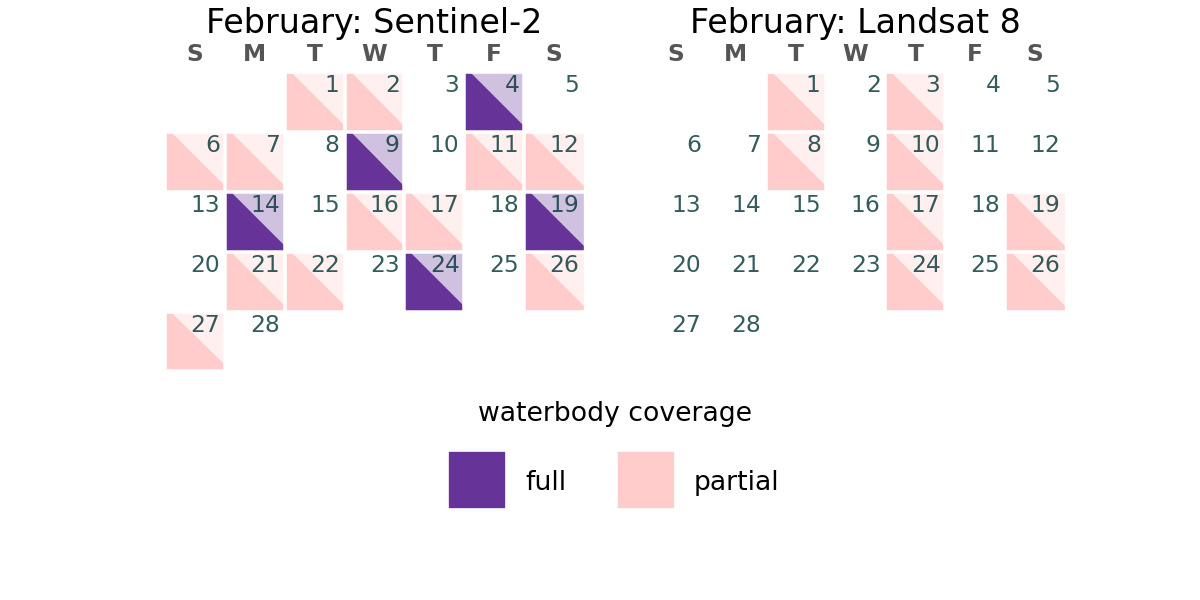 February: Sentinel-2
S M T W T F S
1 2 3 4 5
6 7 8 9 10 11 12
13 14 15 16 17 18 19
20 21 22 23 24 25 26
27 28
February: Landsat 8
S M T W T F S
1 2 3 4 5
6 7 8 9 10 11 12
13 14 15 16 17 18 19
20 21 22 23 24 25 26
27 28
waterbody coverage
full
partial